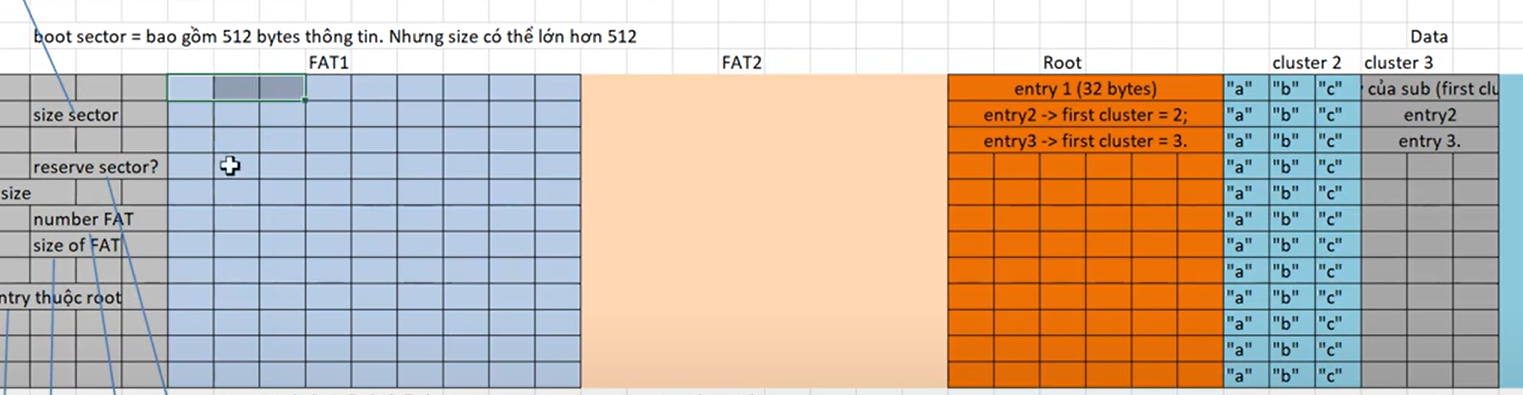 boot sector = bao gồm 512 bytes thông tin. Nhưng size có thể lớn hơn 512
Data
FAT1 FAT2 Root cluster 2 cluster 3
entry 1 (32 bytes) "a" "b" "c" của sub (first clu
size sector entry2 -> first cluster = 2; "a" "b" "c" entry2
entry3 -> first cluster = 3. "a" "b" "c" entry 3.
reserve sector? "a" "b" "c"
size "a" "b" "c"
number FAT "a" "b" "c"
size of FAT "a" "b" "c"
"a" "b" "c"
ntry thuộc root "a" "b" "c"
"a" "b" "c"
"a" "b" "c"
"a" "b" "c"